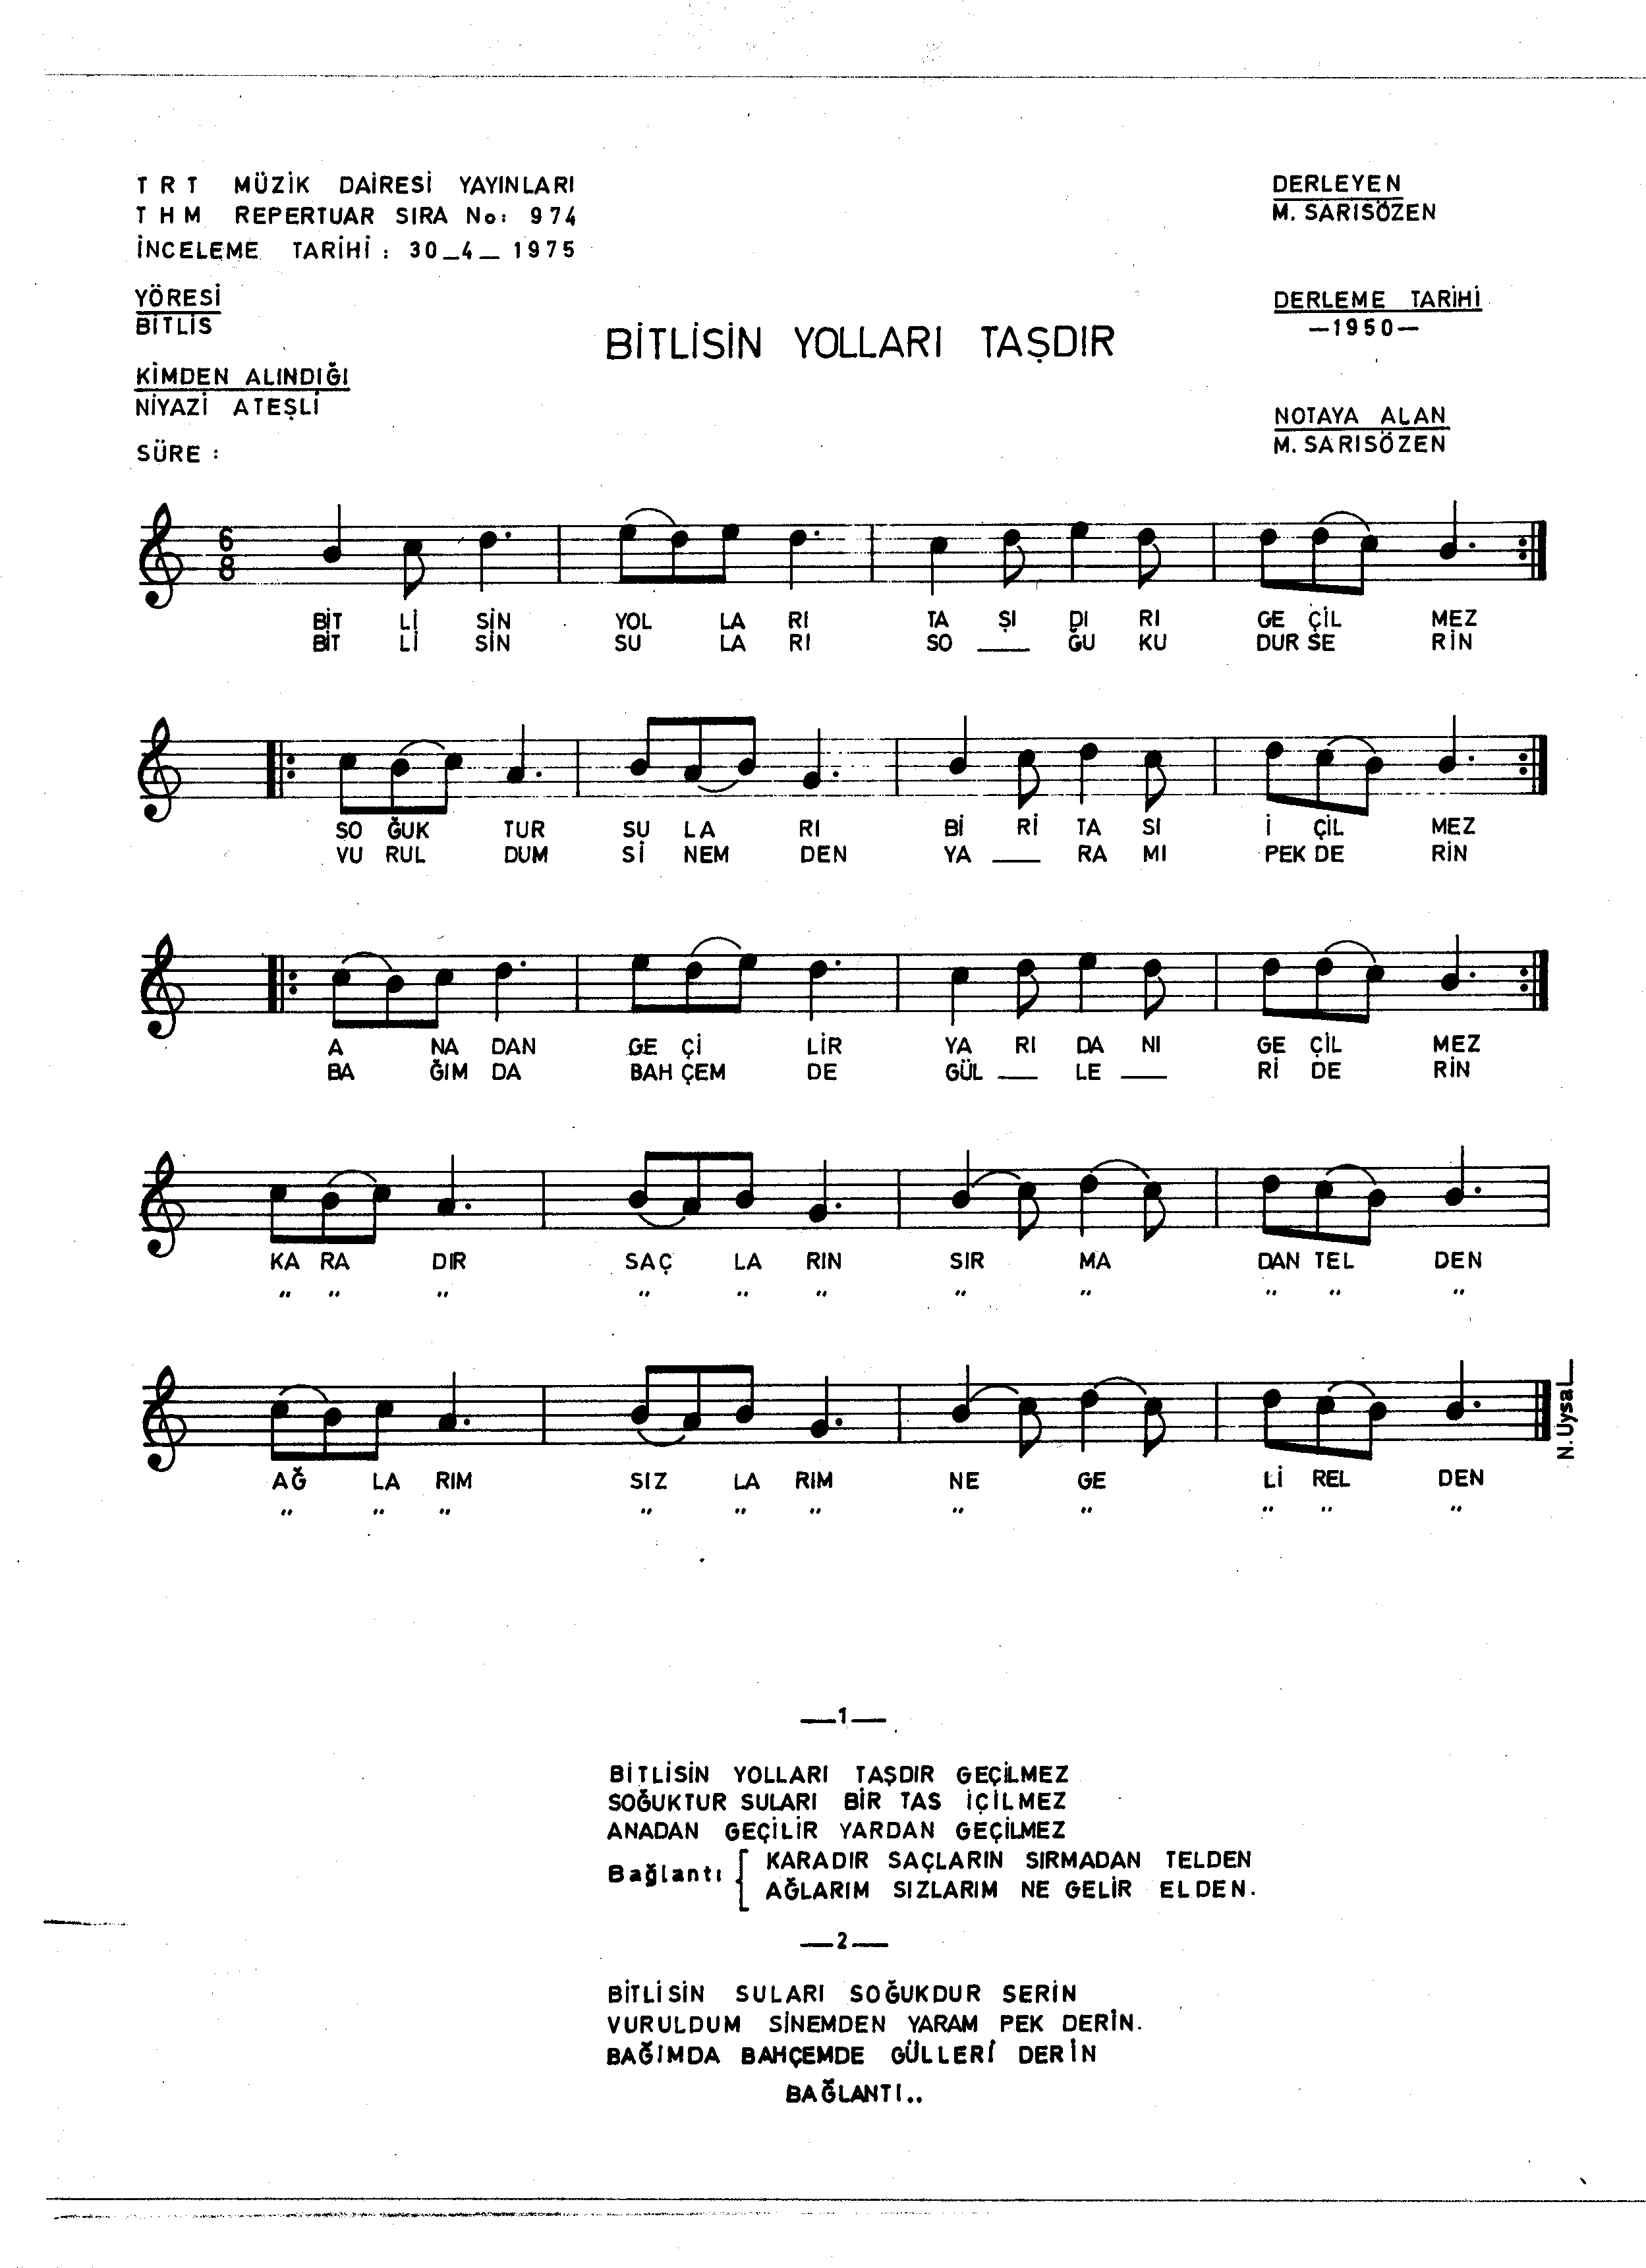 TRT MÜZİK DAİRESİ YAYINLARI
THM REPERTUAR SIRA No: 974
İNCELEME TARİHİ : 30_4_ 1975
DERLEYEN
M. SARISÖZEN
YÖRESİ
BİTLİS
DERLEME TARİHİ
—1950—
BİTLİSİN YOLLARI TAŞDIR
KİMDEN ALINDIĞI
NİYAZİ ATEŞLİ
NOTAYA ALAN
M. SARISÖZEN
SÜRE :
6
8
BİT Lİ SİN YOL LA RI TA ŞI DI RI GE ÇİL MEZ
BİT Lİ SİN SU LA RI SO ___ ĞU KU DUR SE RİN
SO ĞUK TUR SU LA RI Bİ Rİ TA SI İ ÇİL MEZ
VU RUL DUM Sİ NEM DEN YA ___ RA MI PEK DE RİN
A NA DAN GE Çİ LİR YA RI DA NI GE ÇİL MEZ
BA ĞIM DA BAH ÇEM DE GÜL ___ LE ___ Rİ DE RİN
KA RA DIR SAÇ LA RIN SIR MA DAN TEL DEN
" " " " " " " " " " "
AĞ LA RIM SIZ LA RIM NE GE Lİ REL DEN
" " " " " " " " " " "
N. Uysal
—1—
BİTLİSİN YOLLARI TAŞDIR GEÇİLMEZ
SOĞUKTUR SULARI BİR TAS İÇİLMEZ
ANADAN GEÇİLİR YARDAN GEÇİLMEZ
Bağlantı
KARADIR SAÇLARIN SIRMADAN TELDEN
AĞLARIM SIZLARIM NE GELİR ELDEN.
—2—
BİTLİSİN SULARI SOĞUKDUR SERİN
VURULDUM SİNEMDEN YARAM PEK DERİN.
BAĞIMDA BAHÇEMDE GÜLLERİ DERİN
BAĞLANTI..